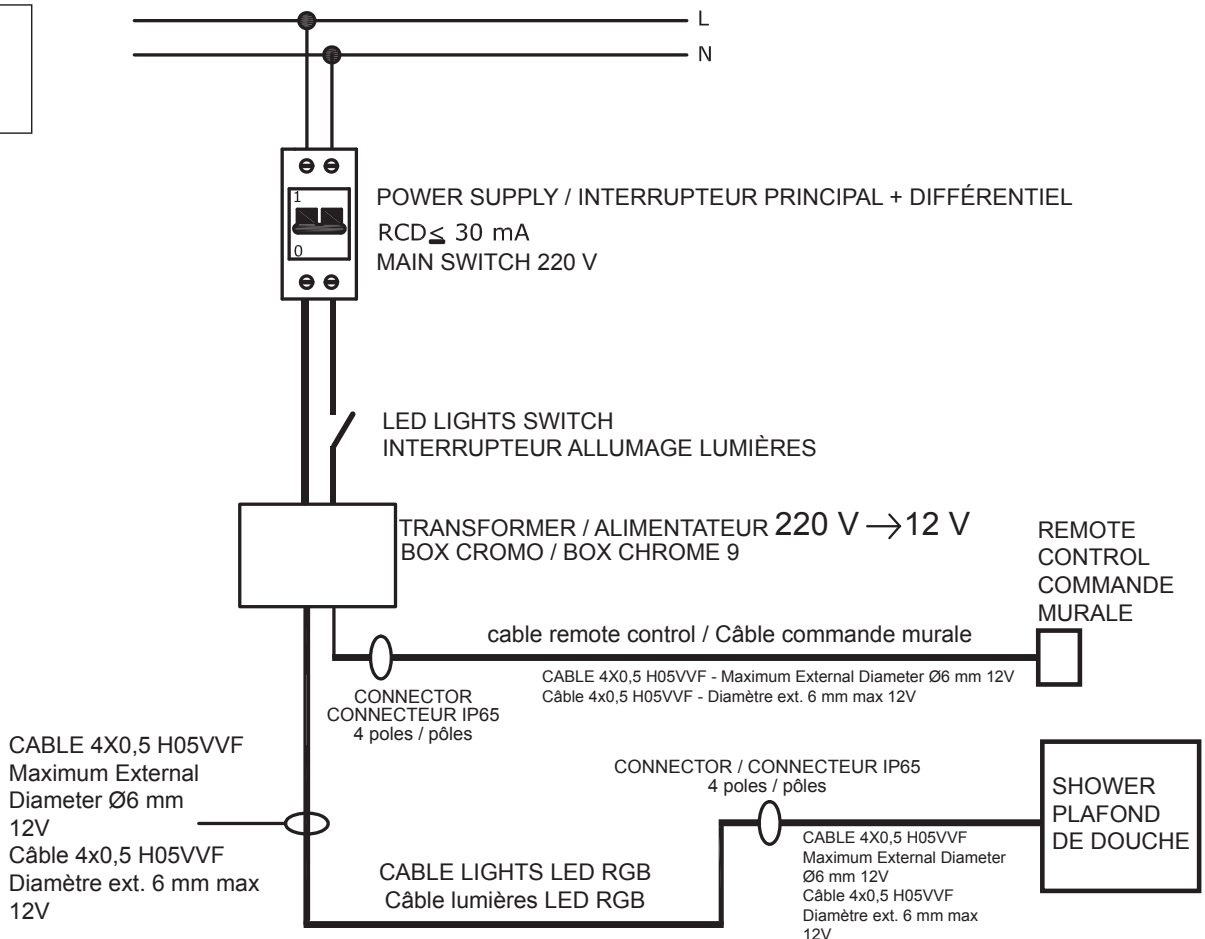 L
N
1
0
POWER SUPPLY / INTERRUPTEUR PRINCIPAL + DIFFÉRENTIEL
RCD≤ 30 mA
MAIN SWITCH 220 V
LED LIGHTS SWITCH
INTERRUPTEUR ALLUMAGE LUMIÈRES
TRANSFORMER / ALIMENTATEUR 220 V → 12 V
BOX CROMO / BOX CHROME 9
REMOTE
CONTROL
COMMANDE
MURALE
cable remote control / Câble commande murale
CABLE 4X0,5 H05VVF - Maximum External Diameter Ø6 mm 12V
Câble 4x0,5 H05VVF - Diamètre ext. 6 mm max 12V
CONNECTOR
CONNECTEUR IP65
4 poles / pôles
CABLE 4X0,5 H05VVF
Maximum External
Diameter Ø6 mm
12V
Câble 4x0,5 H05VVF
Diamètre ext. 6 mm max
12V
CONNECTOR / CONNECTEUR IP65
4 poles / pôles
SHOWER
PLAFOND
DE DOUCHE
CABLE 4X0,5 H05VVF
Maximum External Diameter
Ø6 mm 12V
Câble 4x0,5 H05VVF
Diamètre ext. 6 mm max
12V
CABLE LIGHTS LED RGB
Câble lumières LED RGB